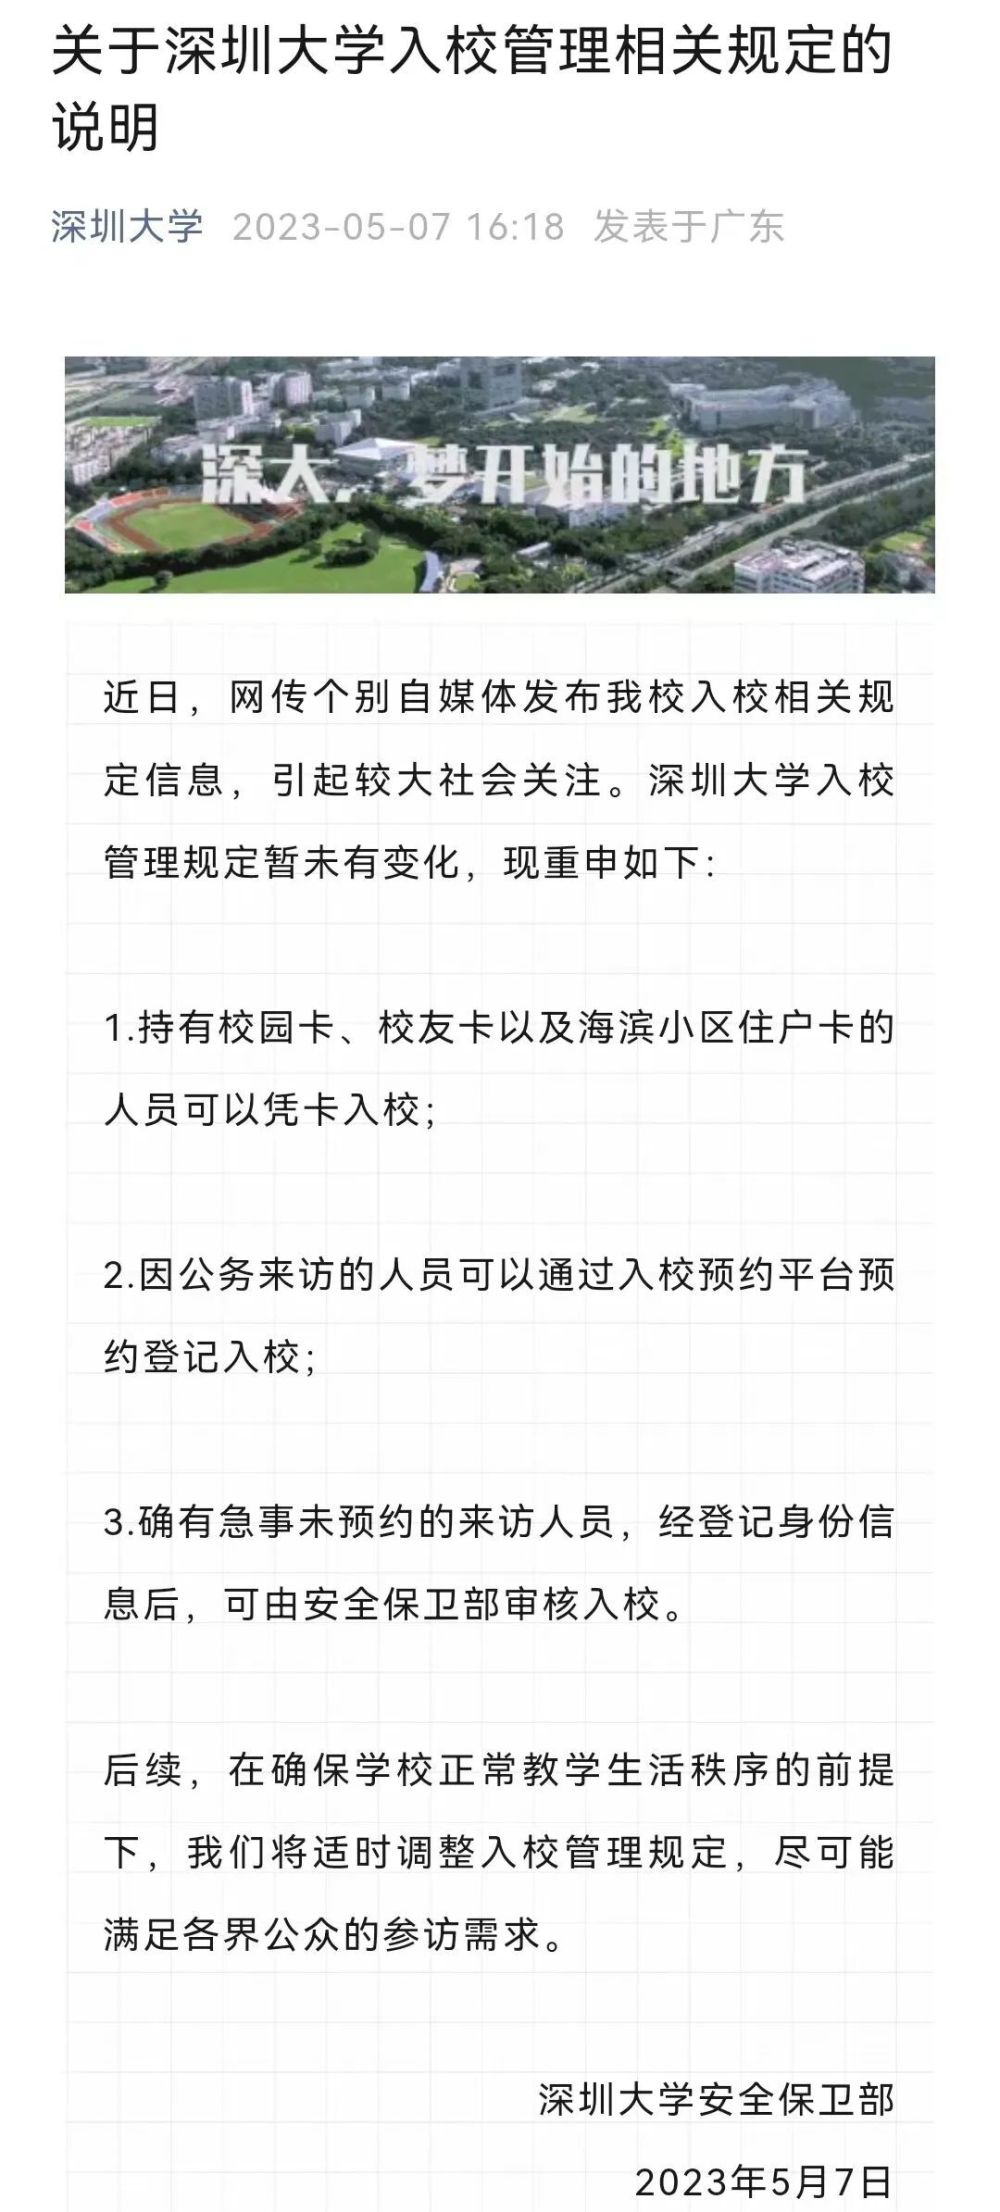 关于深圳大学入校管理相关规定的
说明
深圳大学 2023-05-07 16:18 发表于广东
深大，梦开始的地方
近日，网传个别自媒体发布我校入校相关规
定信息，引起较大社会关注。深圳大学入校
管理规定暂未有变化，现重申如下：
1.持有校园卡、校友卡以及海滨小区住户卡的
人员可以凭卡入校；
2.因公务来访的人员可以通过入校预约平台预
约登记入校；
3.确有急事未预约的来访人员，经登记身份信
息后，可由安全保卫部审核入校。
后续，在确保学校正常教学生活秩序的前提
下，我们将适时调整入校管理规定，尽可能
满足各界公众的参访需求。
深圳大学安全保卫部
2023年5月7日